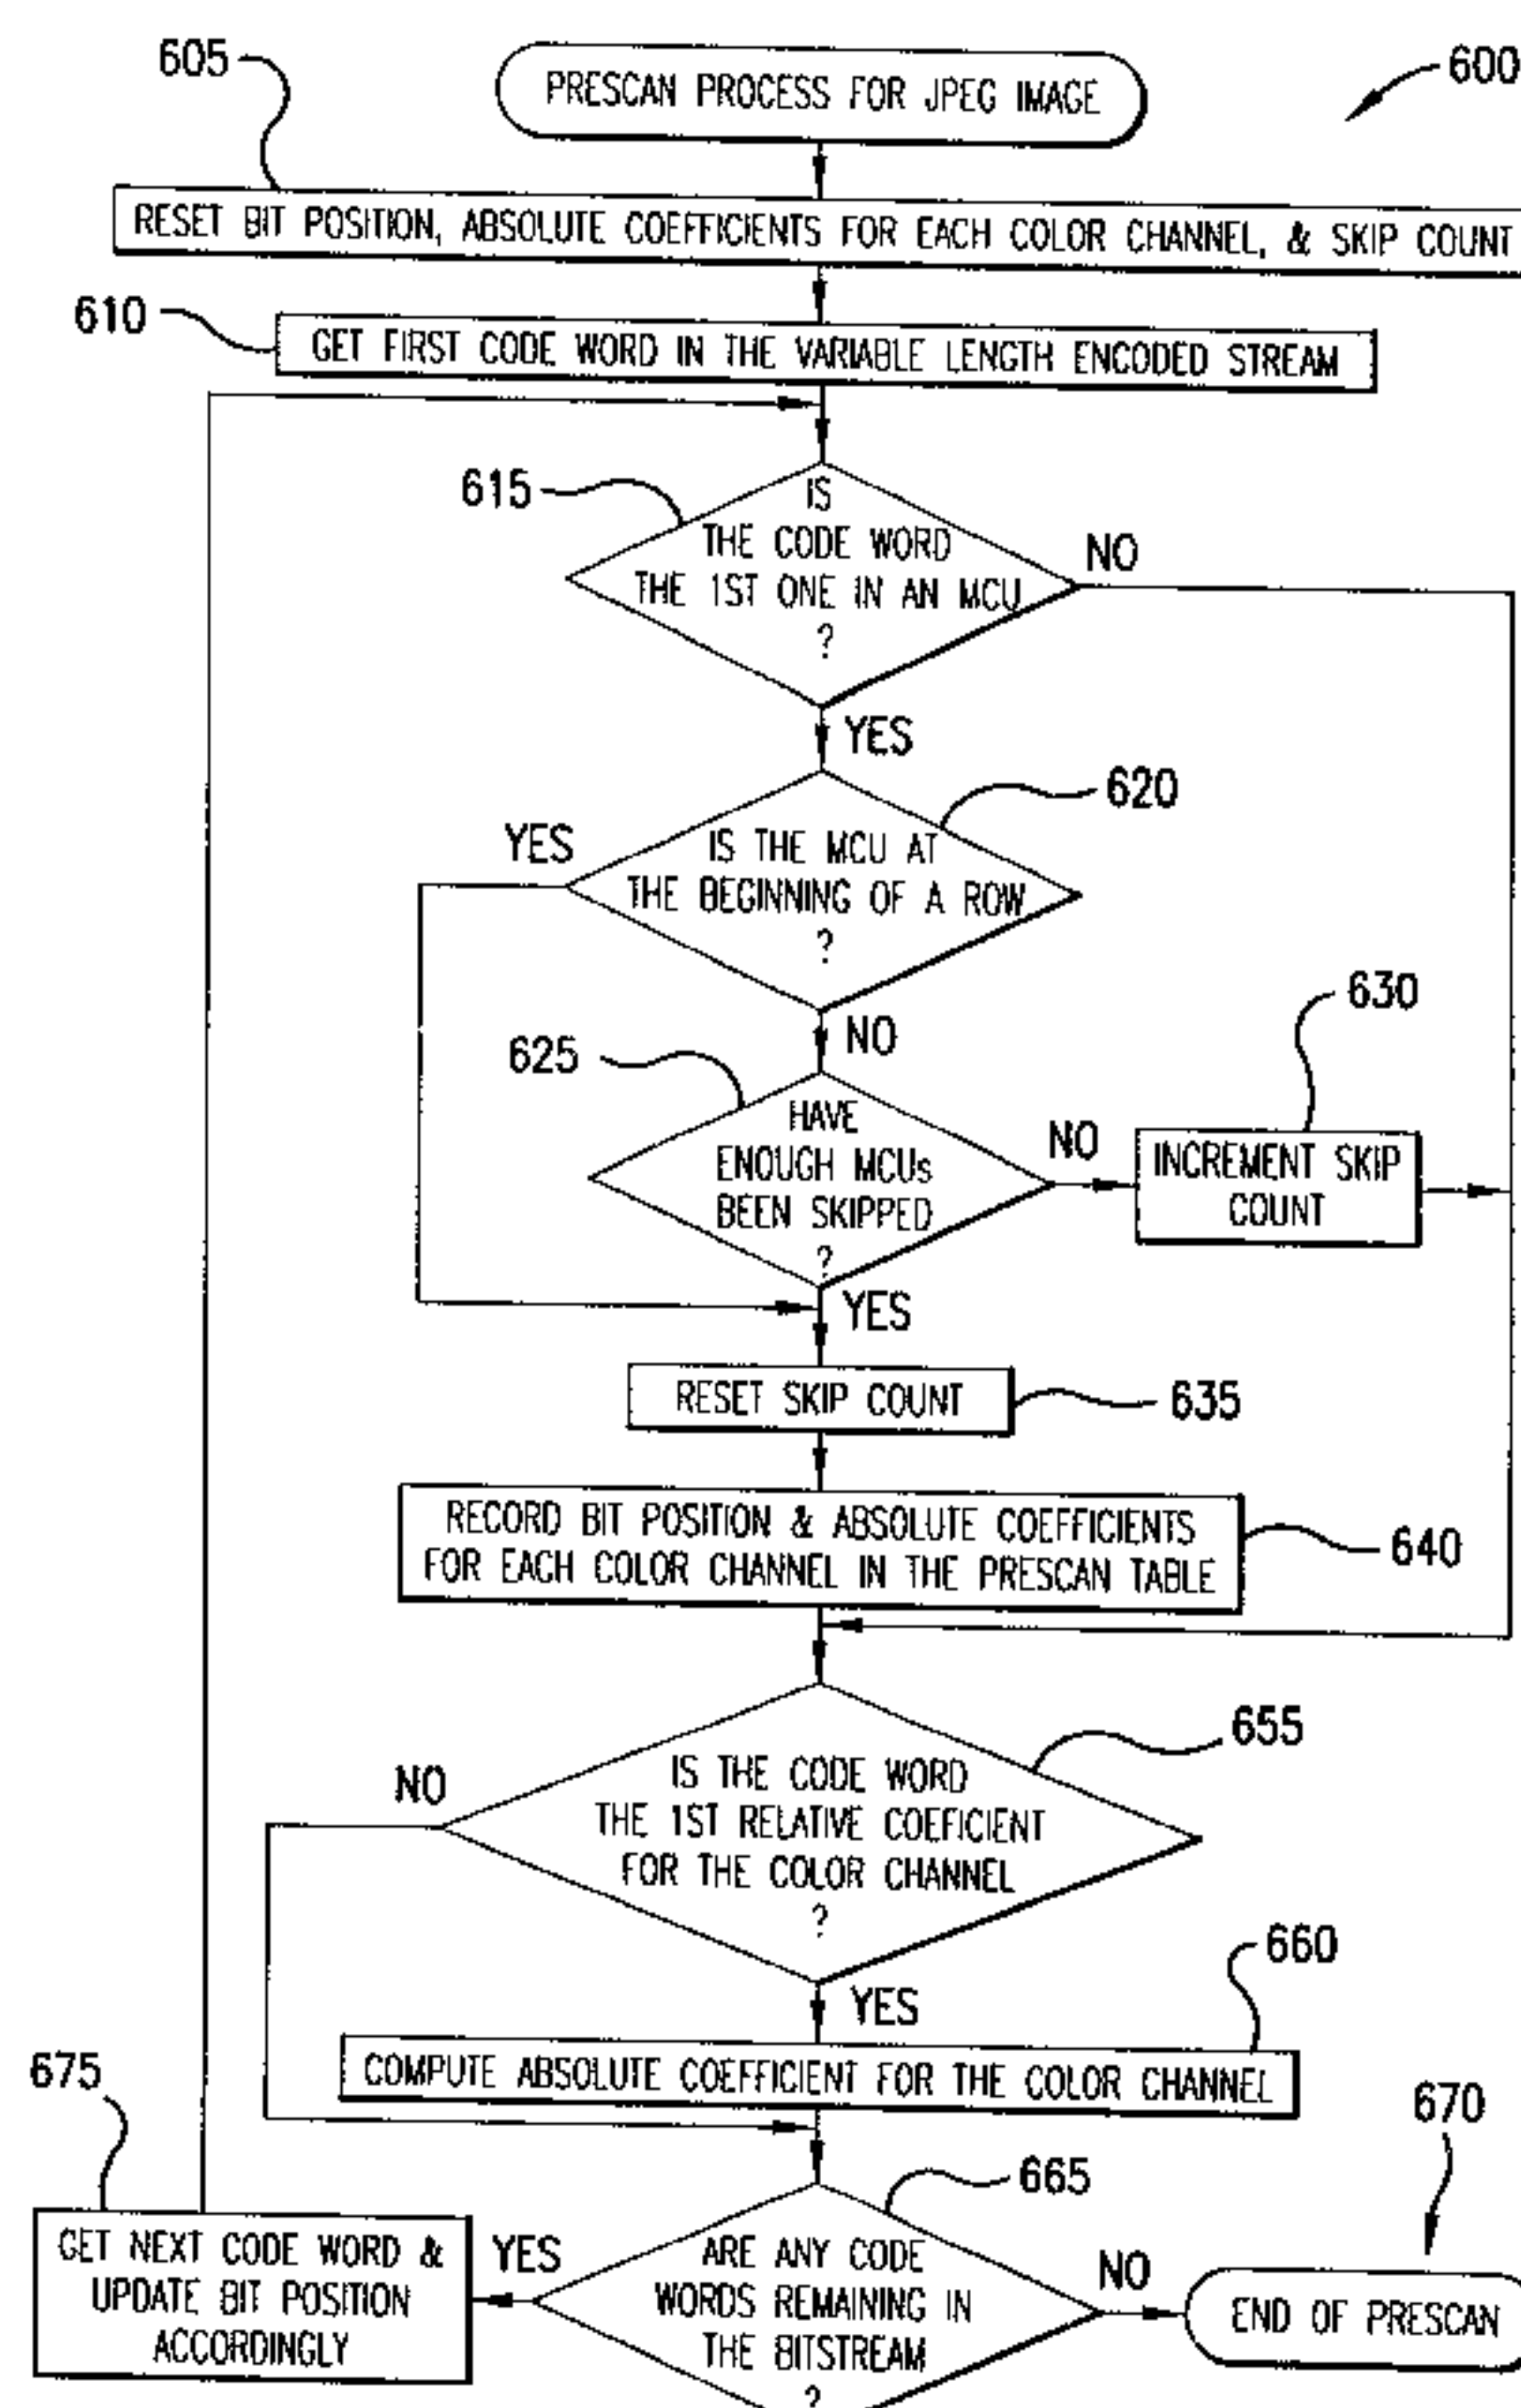 605
PRESCAN PROCESS FOR JPEG IMAGE
600
RESET BIT POSITION, ABSOLUTE COEFFICIENTS FOR EACH COLOR CHANNEL, & SKIP COUNT
610
GET FIRST CODE WORD IN THE VARIABLE LENGTH ENCODED STREAM
615
IS
THE CODE WORD
THE 1ST ONE IN AN MCU
?
NO
YES
620
YES
IS THE MCU AT
THE BEGINNING OF A ROW
?
NO
625
630
HAVE
ENOUGH MCUs
BEEN SKIPPED
?
NO
INCREMENT SKIP
COUNT
YES
RESET SKIP COUNT
635
RECORD BIT POSITION & ABSOLUTE COEFFICIENTS
FOR EACH COLOR CHANNEL IN THE PRESCAN TABLE
640
655
NO
IS THE CODE WORD
THE 1ST RELATIVE COEFICIENT
FOR THE COLOR CHANNEL
?
YES
660
COMPUTE ABSOLUTE COEFFICIENT FOR THE COLOR CHANNEL
675
670
665
GET NEXT CODE WORD &
UPDATE BIT POSITION
ACCORDINGLY
YES
ARE ANY CODE
WORDS REMAINING IN
THE BITSTREAM
?
NO
END OF PRESCAN